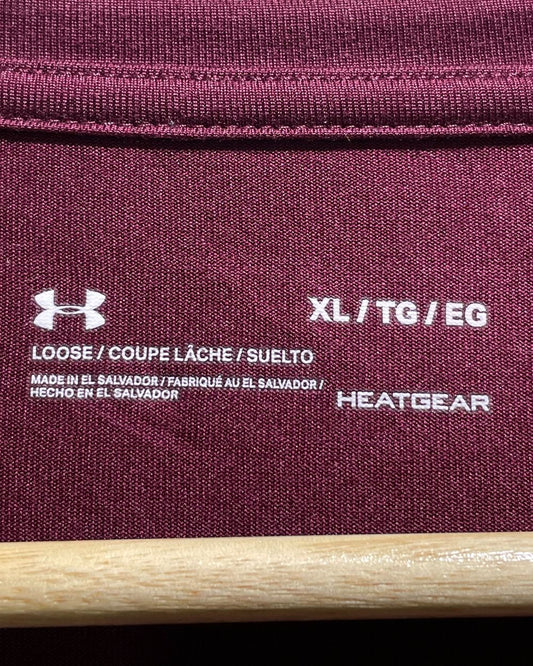 XL / TG / EG
LOOSE / COUPE LÂCHE / SUELTO
MADE IN EL SALVADOR / FABRIQUÉ AU EL SALVADOR /
HECHO EN EL SALVADOR
HEATGEAR